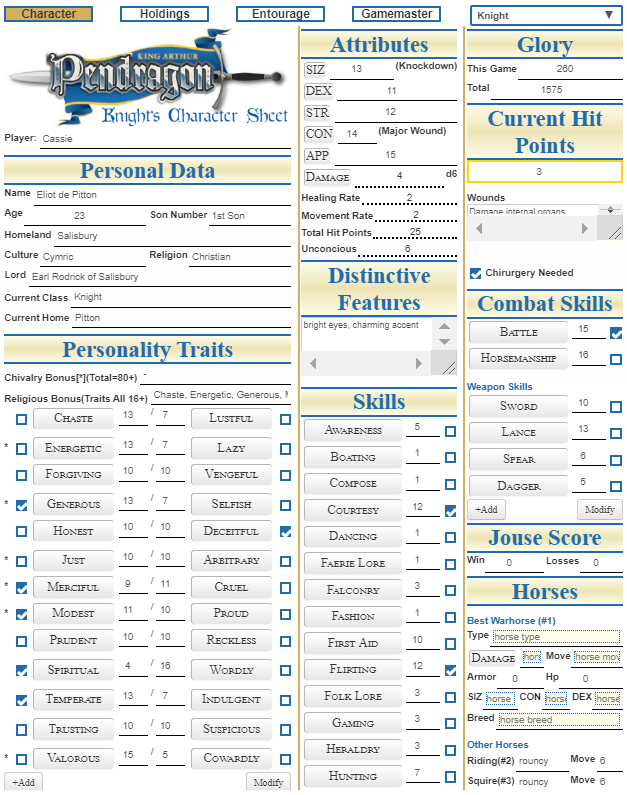 Character Holdings Entourage Gamemaster Knight
KING ARTHUR
Pendragon
Knight's Character Sheet
Player: Cassie
Personal Data
Name Eliot de Pitton
Age 23 Son Number 1st Son
Homeland Salisbury
Culture Cymric Religion Christian
Lord Earl Rodrick of Salisbury
Current Class Knight
Current Home Pitton
Personality Traits
Chivalry Bonus[*](Total=80+) -
Religious Bonus(Traits All 16+) Chaste, Energetic, Generous,
Chaste 13 / 7 Lustful
* Energetic 13 / 7 Lazy
Forgiving 10 / 10 Vengeful
* Generous 13 / 7 Selfish
Honest 10 / 10 Deceitful
* Just 10 / 10 Arbitrary
* Merciful 9 / 11 Cruel
* Modest 11 / 10 Proud
Prudent 10 / 10 Reckless
Spiritual 4 / 16 Wordly
Temperate 13 / 7 Indulgent
Trusting 10 / 10 Suspicious
* Valorous 15 / 5 Cowardly
+Add Modify
Attributes
SIZ 13 (Knockdown)
DEX 11
STR 12
CON 14 (Major Wound)
APP 15
Damage 4 d6
Healing Rate 2
Movement Rate 2
Total Hit Points 25
Unconcious 6
Distinctive
Features
bright eyes, charming accent
Skills
Awareness 5
Boating 1
Compose 1
Courtesy 12
Dancing 1
Faerie Lore 1
Falconry 3
Fashion 1
First Aid 10
Flirting 12
Folk Lore 3
Gaming 3
Heraldry 3
Hunting 7
Glory
This Game 260
Total 1575
Current Hit
Points
3
Wounds
Damage internal organs
Chirurgery Needed
Combat Skills
Battle 15
Horsemanship 16
Weapon Skills
Sword 10
Lance 13
Spear 6
Dagger 5
+Add Modify
Jouse Score
Win 0 Losses 0
Horses
Best Warhorse (#1)
Type horse type
Damage hors Move horse mo
Armor 0 Hp 0
SIZ horse CON horse DEX horse
Breed horse breed
Other Horses
Riding(#2) rouncy Move 6
Squire(#3) rouncy Move 6